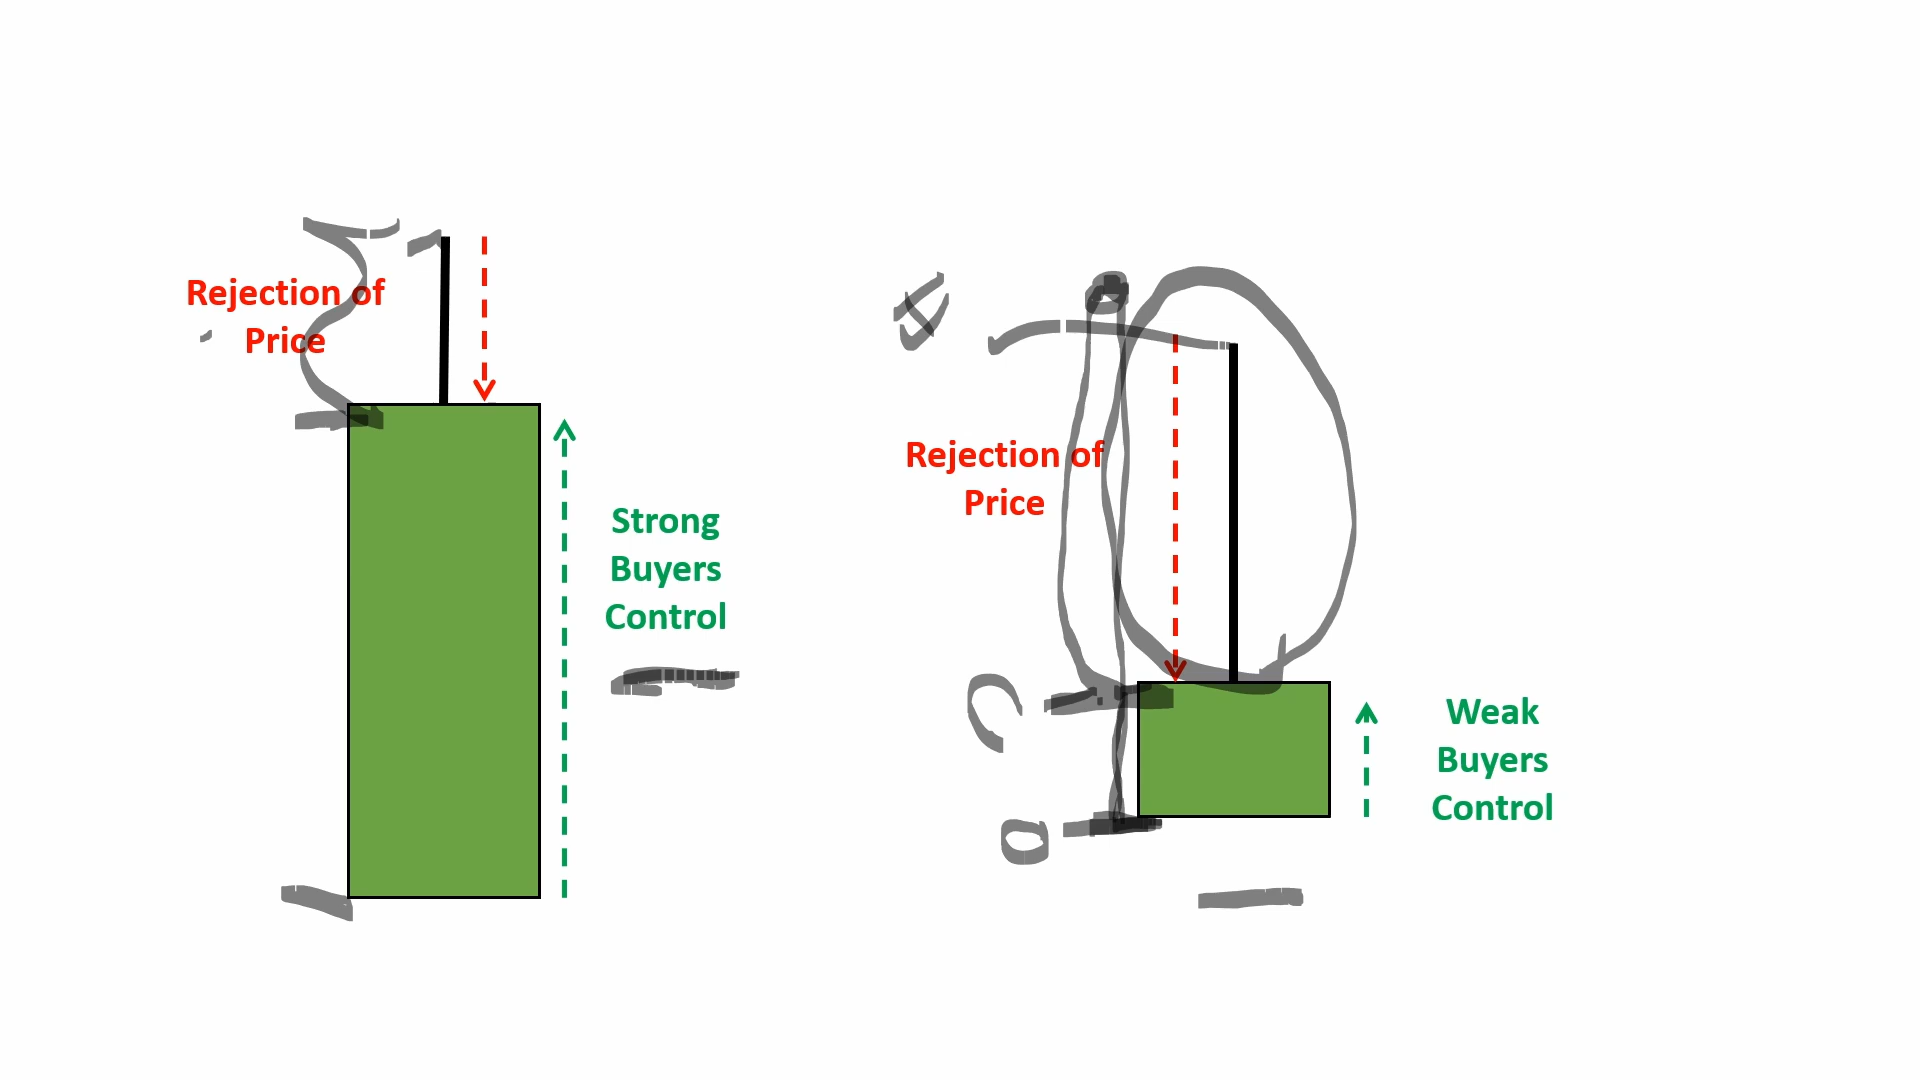 Rejection of
Price
Strong
Buyers
Control
Rejection of
Price
Weak
Buyers
Control
C
O